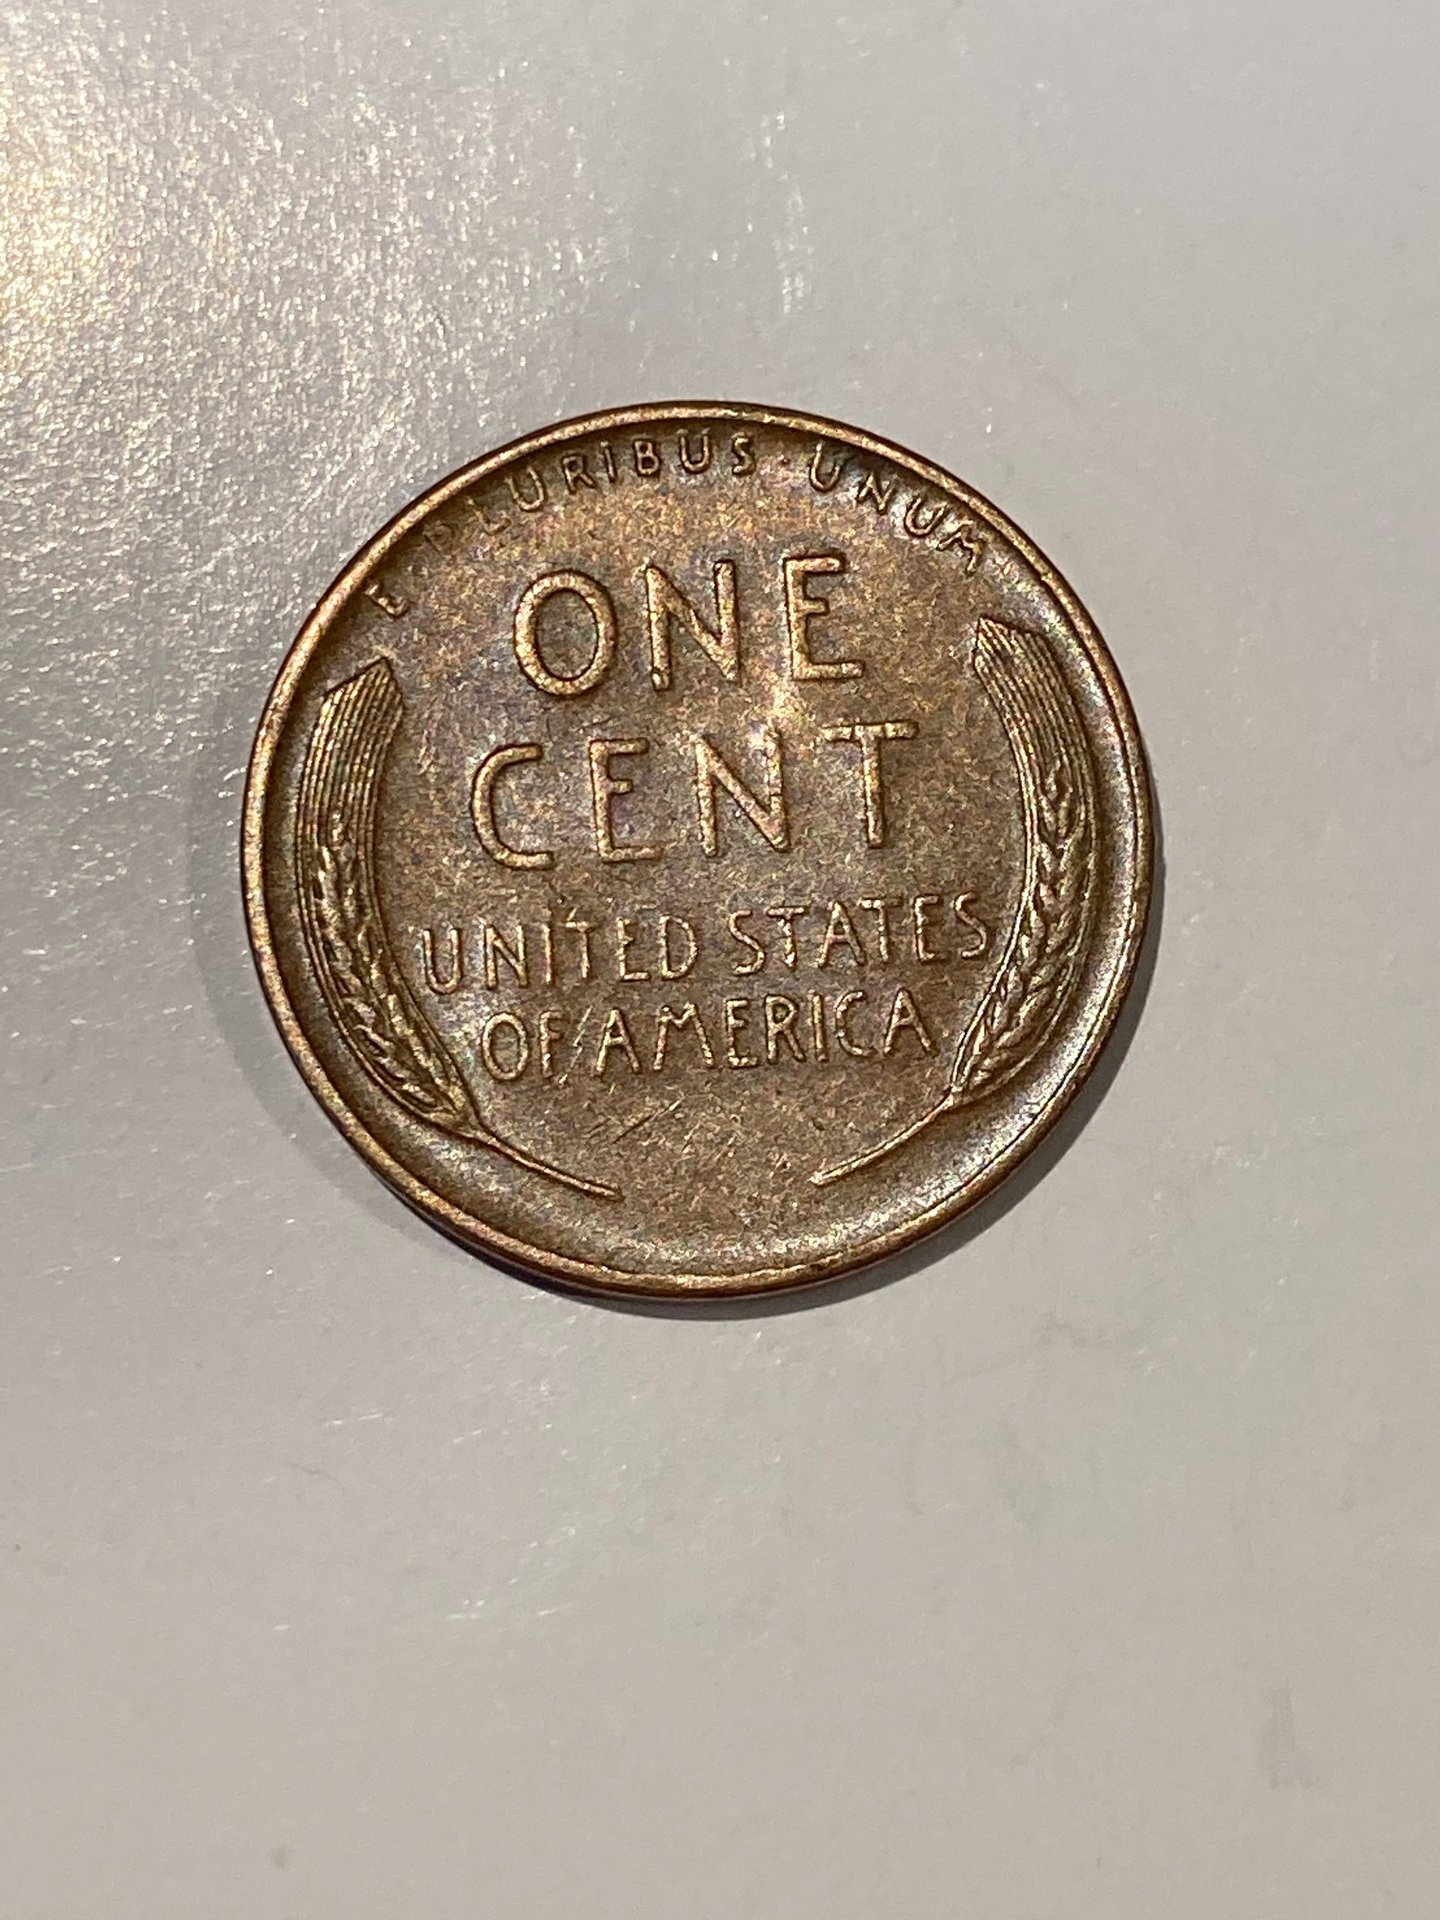 E PLURIBUS · UNUM
ONE
CENT
UNITED STATES
OF AMERICA